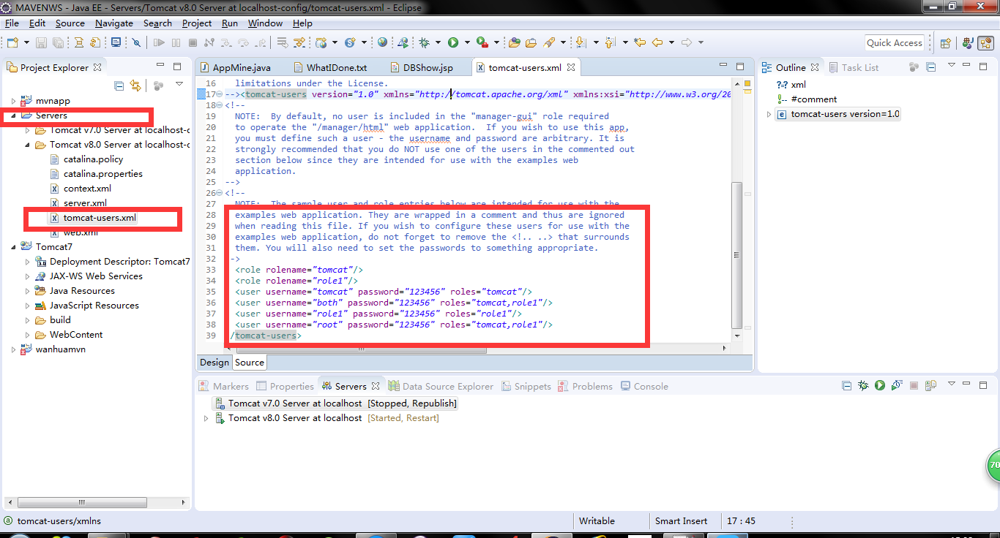 MAVENWS - Java EE - Servers/Tomcat v8.0 Server at localhost-config/tomcat-users.xml - Eclipse
File Edit Source Navigate Search Project Run Window Help
Quick Access
Project Explorer
mvnapp
Servers
Tomcat v7.0 Server at localhost-c
Tomcat v8.0 Server at localhost-c
catalina.policy
catalina.properties
context.xml
server.xml
tomcat-users.xml
web.xml
Tomcat7
Deployment Descriptor: Tomcat7
JAX-WS Web Services
Java Resources
JavaScript Resources
build
WebContent
wanhuamvn
AppMine.java WhatIDone.txt DBShow.jsp tomcat-users.xml
16 limitations under the License.
17 --><tomcat-users version="1.0" xmlns="http://tomcat.apache.org/xml" xmlns:xsi="http://www.w3.org/20
18 <!--
19 NOTE: By default, no user is included in the "manager-gui" role required
20 to operate the "/manager/html" web application. If you wish to use this app,
21 you must define such a user - the username and password are arbitrary. It is
22 strongly recommended that you do NOT use one of the users in the commented out
23 section below since they are intended for use with the examples web
24 application.
25 -->
26 <!--
27 NOTE: The sample user and role entries below are intended for use with the
28 examples web application. They are wrapped in a comment and thus are ignored
29 when reading this file. If you wish to configure these users for use with the
30 examples web application, do not forget to remove the <!.. ..> that surrounds
31 them. You will also need to set the passwords to something appropriate.
32 ->
33 <role rolename="tomcat"/>
34 <role rolename="role1"/>
35 <user username="tomcat" password="123456" roles="tomcat"/>
36 <user username="both" password="123456" roles="tomcat,role1"/>
37 <user username="role1" password="123456" roles="role1"/>
38 <user username="root" password="123456" roles="tomcat,role1"/>
39 /tomcat-users>
Design Source
Outline Task List
?-? xml
#comment
e tomcat-users version=1.0
Markers Properties Servers Data Source Explorer Snippets Problems Console
Tomcat v7.0 Server at localhost [Stopped, Republish]
Tomcat v8.0 Server at localhost [Started, Restart]
70
tomcat-users/xmlns
Writable
Smart Insert
17 : 45